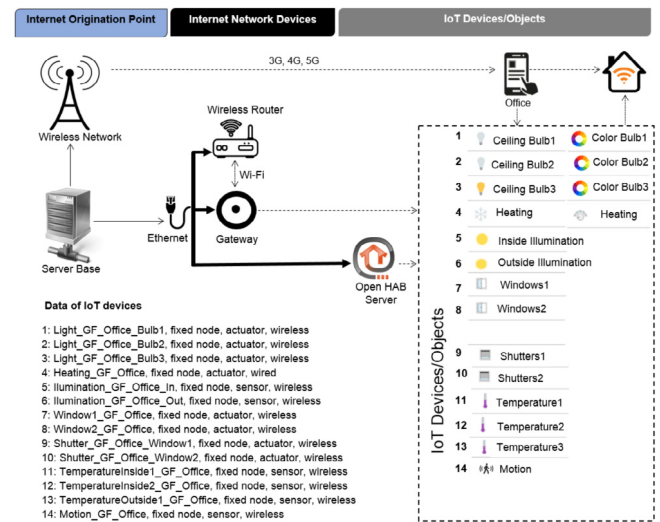 Internet Origination Point
Internet Network Devices
IoT Devices/Objects
3G, 4G, 5G
Wireless Network
Wireless Router
Office
Wi-Fi
Ethernet
Gateway
Server Base
Open HAB
Server
IoT Devices/Objects
1 Ceiling Bulb1 Color Bulb1
2 Ceiling Bulb2 Color Bulb2
3 Ceiling Bulb3 Color Bulb3
4 Heating Heating
5 Inside Illumination
6 Outside Illumination
7 Windows1
8 Windows2
9 Shutters1
10 Shutters2
11 Temperature1
12 Temperature2
13 Temperature3
14 Motion
Data of IoT devices
1: Light_GF_Office_Bulb1, fixed node, actuator, wireless
2: Light_GF_Office_Bulb2, fixed node, actuator, wireless
3: Light_GF_Office_Bulb3, fixed node, actuator, wireless
4: Heating_GF_Office, fixed node, actuator, wired
5: Ilumination_GF_Office_In, fixed node, sensor, wireless
6: Ilumination_GF_Office_Out, fixed node, sensor, wireless
7: Window1_GF_Office, fixed node, actuator, wireless
8: Window2_GF_Office, fixed node, actuator, wireless
9: Shutter_GF_Office_Window1, fixed node, actuator, wireless
10: Shutter_GF_Office_Window2, fixed node, actuator, wireless
11: TemperatureInside1_GF_Office, fixed node, sensor, wireless
12: TemperatureInside2_GF_Office, fixed node, sensor, wireless
13: TemperatureOutside1_GF_Office, fixed node, sensor, wireless
14: Motion_GF_Office, fixed node, sensor, wireless